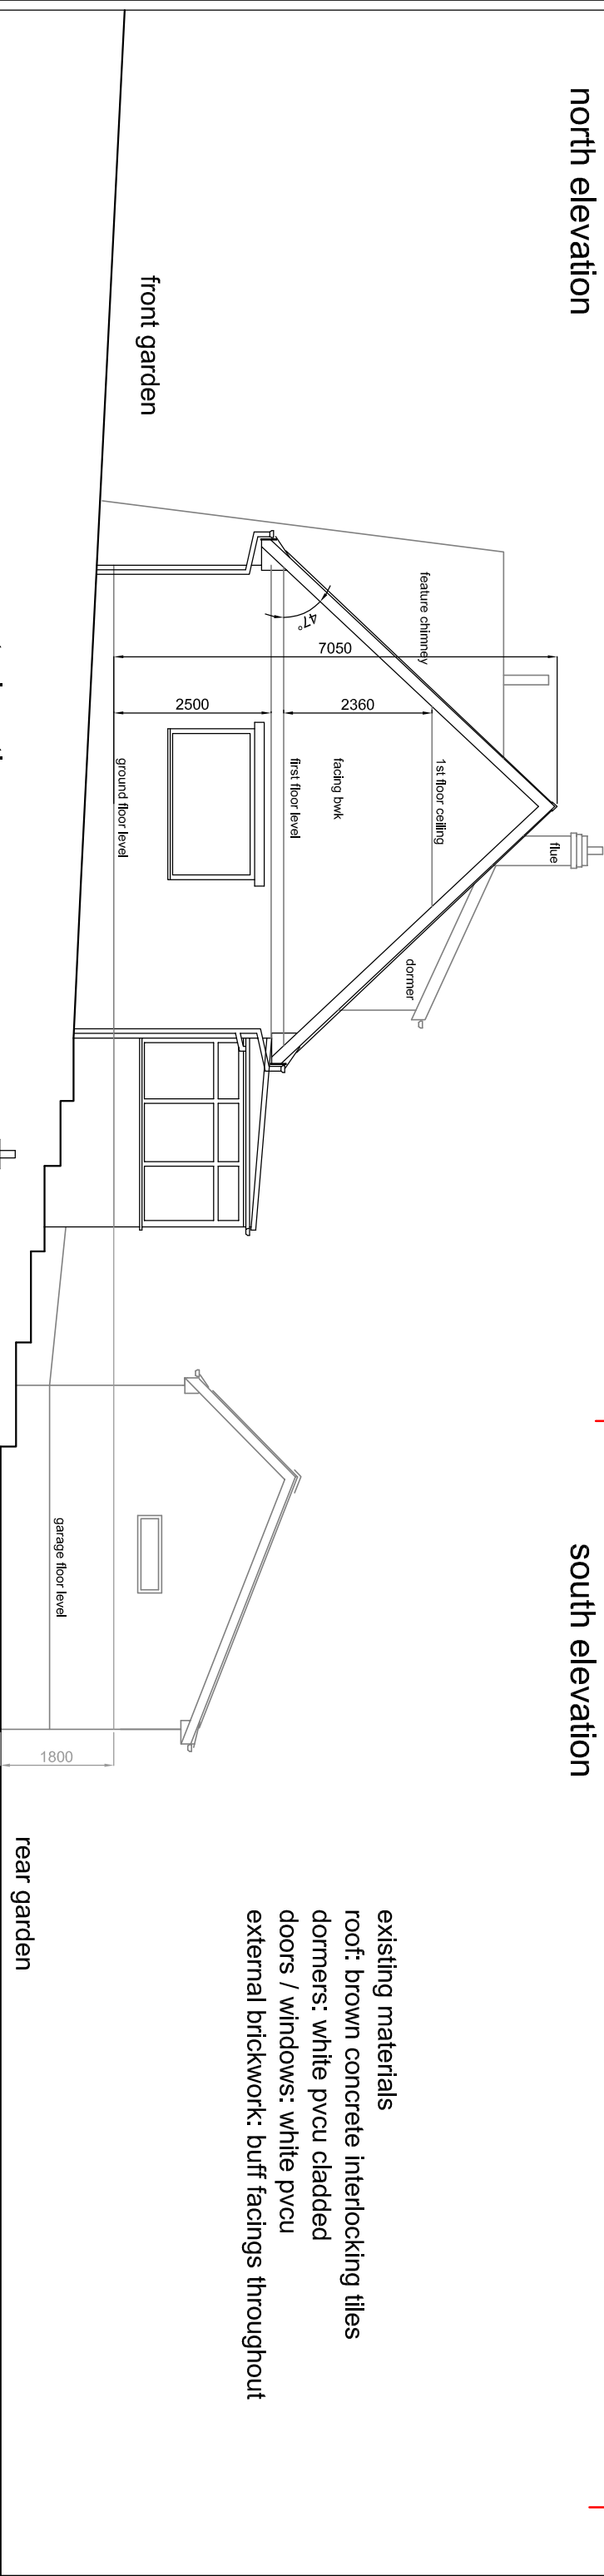 north elevation
south elevation
flue
feature chimney
dormer
1st floor ceiling
7050
2360
facing bwk
47°
first floor level
2500
ground floor level
front garden
garage floor level
1800
rear garden
existing materials
roof: brown concrete interlocking tiles
dormers: white pvcu cladded
doors / windows: white pvcu
external brickwork: buff facings throughout